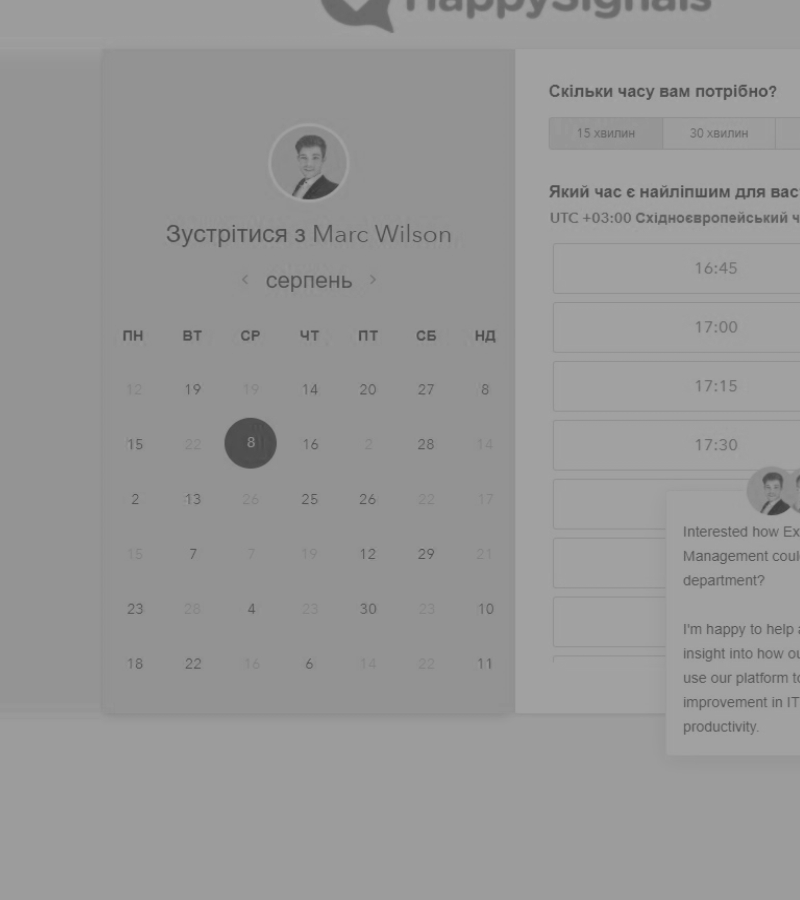 HappySignals
Зустрітися з Marc Wilson
серпень
ПН ВТ СР ЧТ ПТ СБ НД
12 19 19 14 20 27 8
15 22 8 16 2 28 14
2 13 26 25 26 22 17
15 7 7 19 12 29 21
23 28 4 23 30 23 10
18 22 16 6 14 22 11
Скільки часу вам потрібно?
15 хвилин 30 хвилин
Який час є найліпшим для вас
UTC +03:00 Східноєвропейський ч
16:45
17:00
17:15
17:30
Interested how Ex
Management coul
department?
I'm happy to help a
insight into how ou
use our platform to
improvement in IT
productivity.